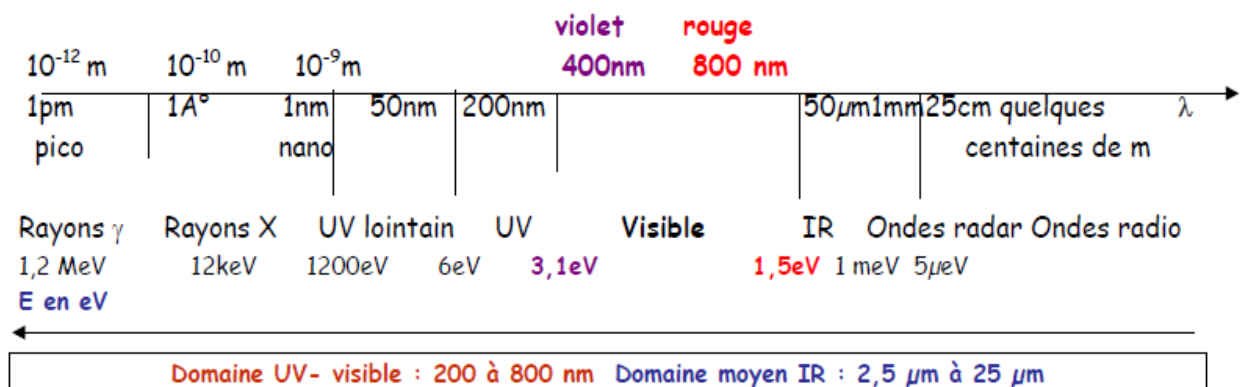 violet rouge
10⁻¹² m 10⁻¹⁰ m 10⁻⁹m 400nm 800 nm
1pm 1A° 1nm 50nm 200nm 50µm1mm25cm quelques λ
pico nano centaines de m
Rayons γ Rayons X UV lointain UV Visible IR Ondes radar Ondes radio
1,2 MeV 12keV 1200eV 6eV 3,1eV 1,5eV 1 meV 5µeV
E en eV
Domaine UV- visible : 200 à 800 nm Domaine moyen IR : 2,5 µm à 25 µm